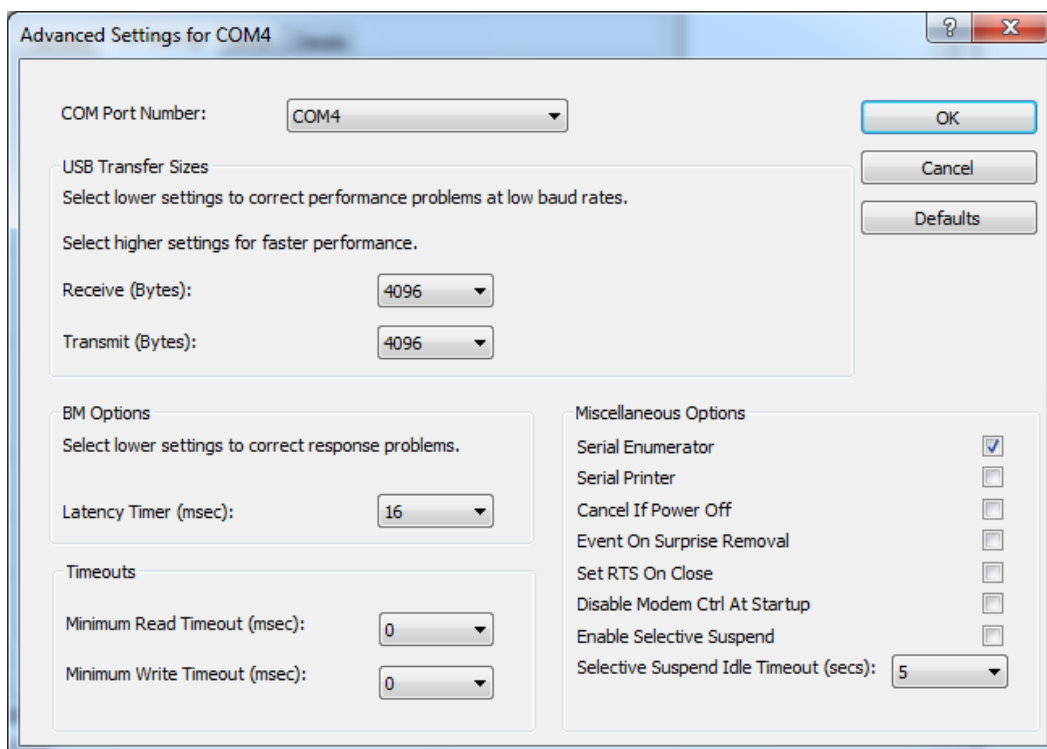 Advanced Settings for COM4
COM Port Number: COM4
OK
USB Transfer Sizes
Cancel
Select lower settings to correct performance problems at low baud rates.
Defaults
Select higher settings for faster performance.
Receive (Bytes): 4096
Transmit (Bytes): 4096
BM Options
Select lower settings to correct response problems.
Latency Timer (msec): 16
Timeouts
Minimum Read Timeout (msec): 0
Minimum Write Timeout (msec): 0
Miscellaneous Options
Serial Enumerator
Serial Printer
Cancel If Power Off
Event On Surprise Removal
Set RTS On Close
Disable Modem Ctrl At Startup
Enable Selective Suspend
Selective Suspend Idle Timeout (secs): 5